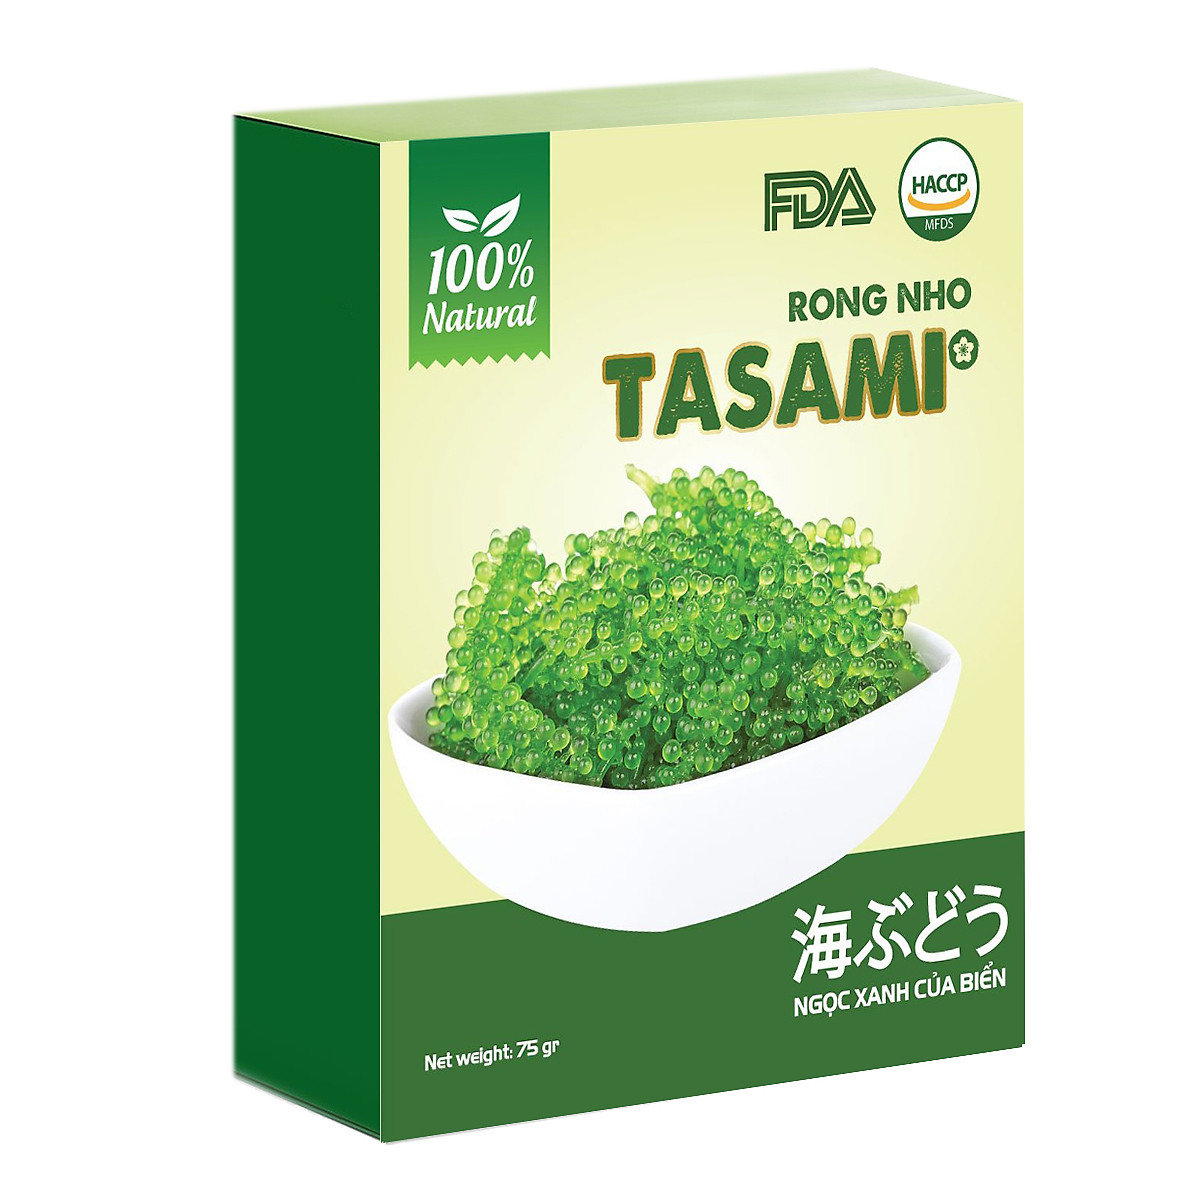 100%
Natural
FDA
HACCP
MFDS
RONG NHO
TASAMI
海ぶどう
NGỌC XANH CỦA BIỂN
Net weight: 75 gr